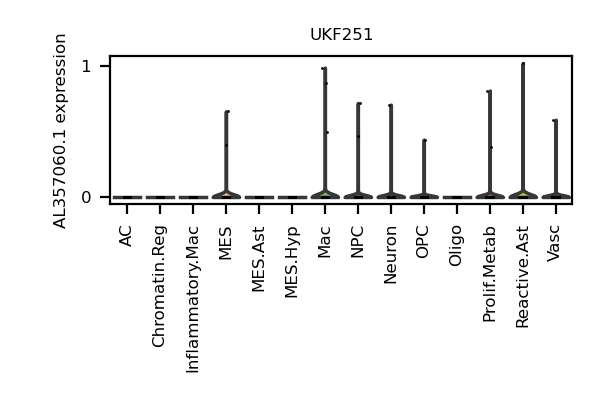 UKF251
AL357060.1 expression
1
0
AC
Chromatin.Reg
Inflammatory.Mac
MES
MES.Ast
MES.Hyp
Mac
NPC
Neuron
OPC
Oligo
Prolif.Metab
Reactive.Ast
Vasc